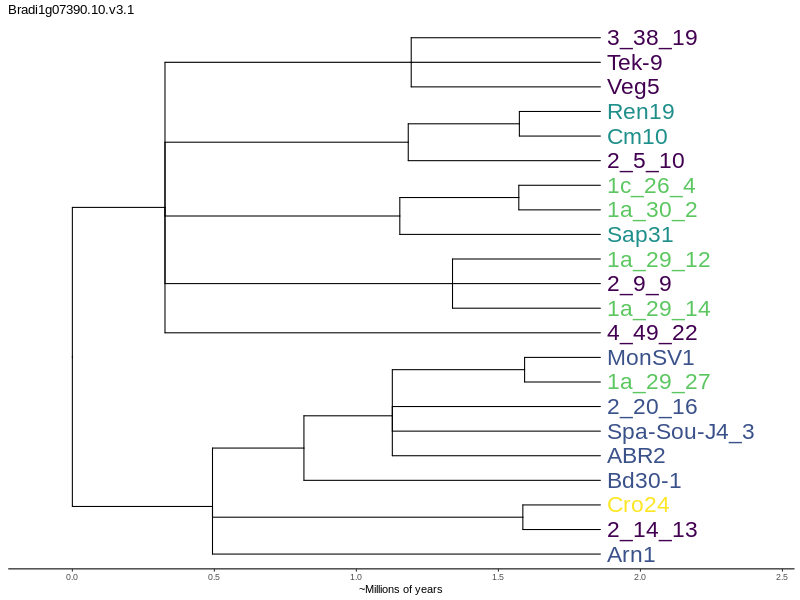 Bradi1g07390.10.v3.1
3_38_19
Tek-9
Veg5
Ren19
Cm10
2_5_10
1c_26_4
1a_30_2
Sap31
1a_29_12
2_9_9
1a_29_14
4_49_22
MonSV1
1a_29_27
2_20_16
Spa-Sou-J4_3
ABR2
Bd30-1
Cro24
2_14_13
Arn1
0.0 0.5 1.0 1.5 2.0 2.5
~Millions of years